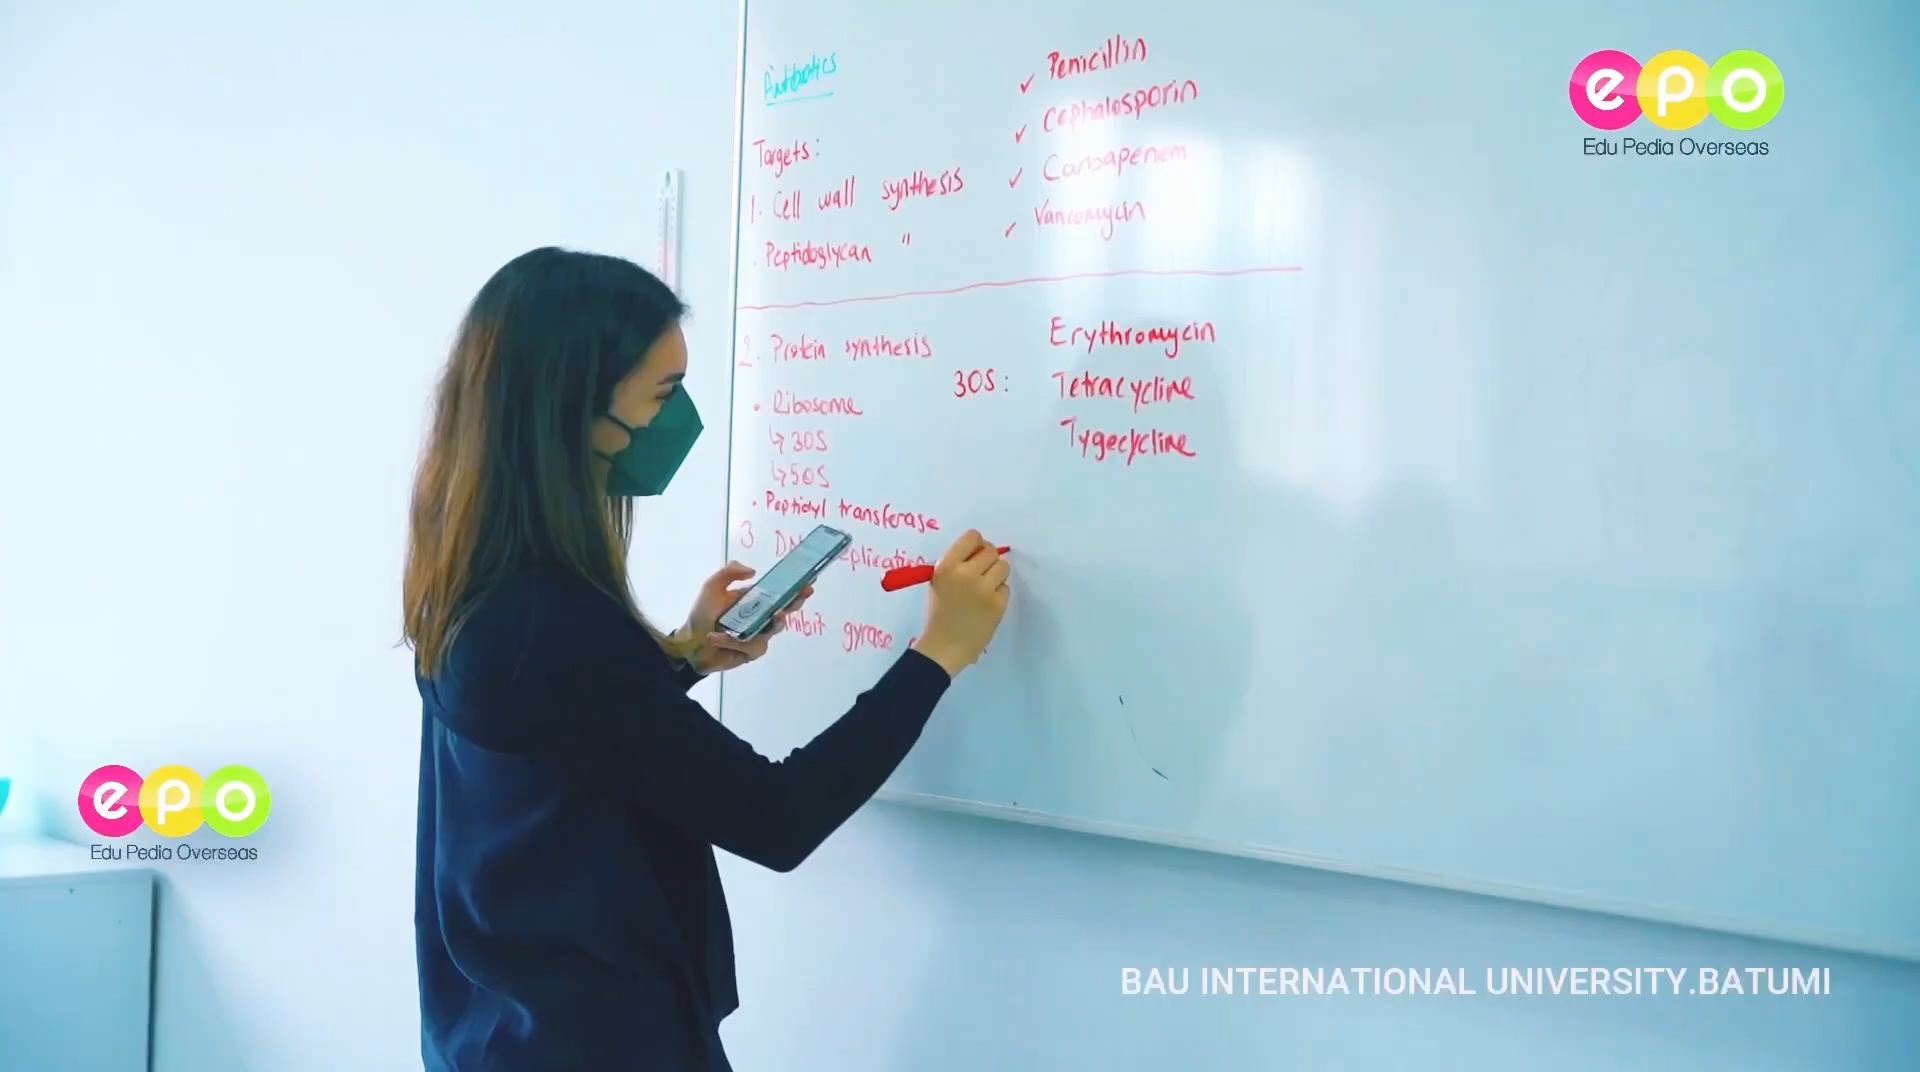 Antibiotics
Targets:
1. Cell wall synthesis
. Peptidoglycan "
✓ Penicillin
✓ Cephalosporin
✓ Carbapenem
✓ Vancomycin
2. Protein synthesis
• Ribosome
↳ 30S
↳ 50S
. Peptidyl transferase
3.
gyrase
Erythromycin
30S: Tetracycline
Tygecycline
epo
Edu Pedia Overseas
epo
Edu Pedia Overseas
BAU INTERNATIONAL UNIVERSITY.BATUMI